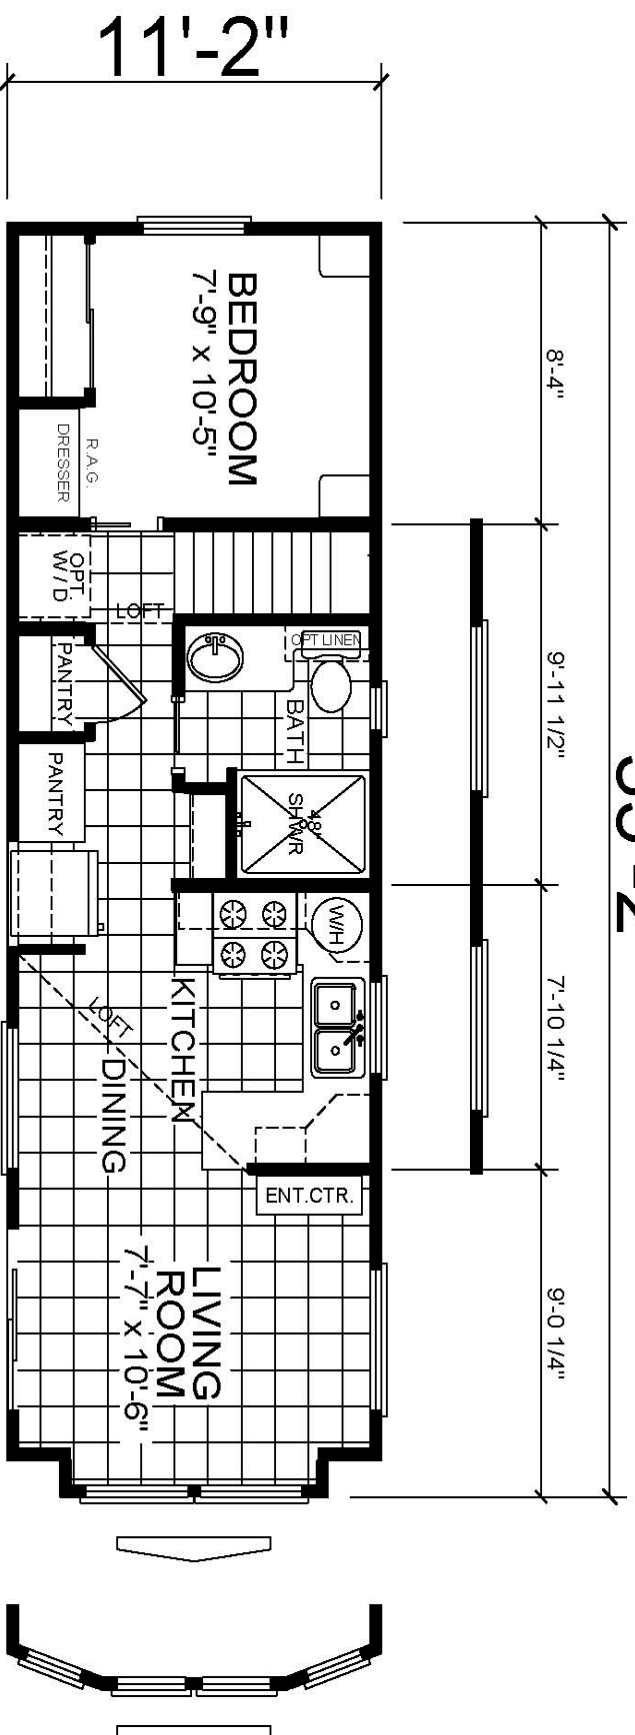 11'-2"
BEDROOM
7'-9" x 10'-5"
8'-4"
R.A.G.
DRESSER
OPT.
W/D
LOFT
OPT LINEN
PANTRY
BATH
9'-11 1/2"
PANTRY
48"
SHWR
W/H
KITCHEN
LOFT
DINING
7'-10 1/4"
ENT.CTR.
LIVING
ROOM
7'-7" x 10'-6"
9'-0 1/4"